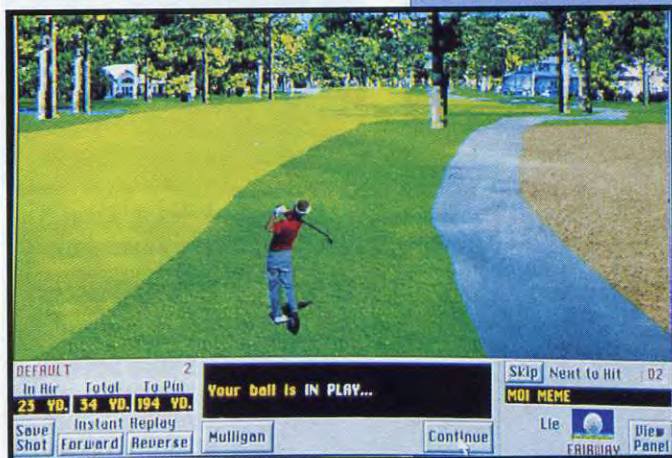 DEFAULT 2
In Air Total To Pin
23 YD. 34 YD. 194 YD.
Instant Replay
Save Shot
Forward Reverse
Your ball is IN PLAY...
Mulligan
Continue
Skip Next to Hit 02
MOI MEME
Lie
FAIRWAY
View Panel